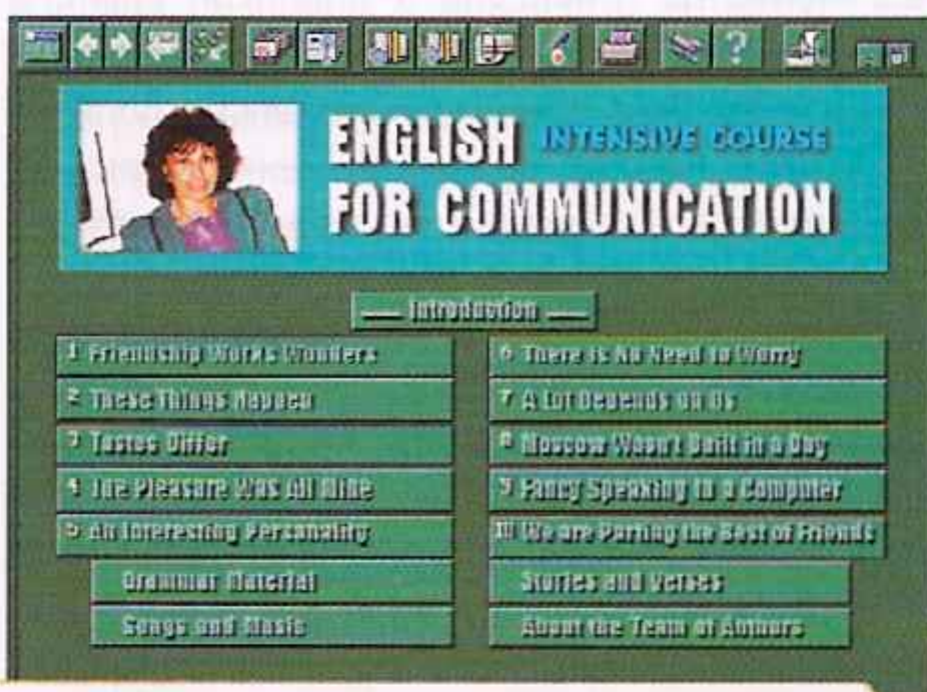 ENGLISH INTENSIVE COURSE
FOR COMMUNICATION
Introduction
1 Friendship Works Wonders
2 These Things Happen
3 Tastes Differ
4 The Pleasure Was All Mine
5 An Interesting Personality
Grammar Material
Songs and Music
6 There is No Need to Worry
7 A Lot Depends on Us
8 Moscow Wasn't Built in a Day
9 Fancy Speaking to a Computer
10 We are Parting the Best of Friends
Stories and Verses
About the Team of Authors
?